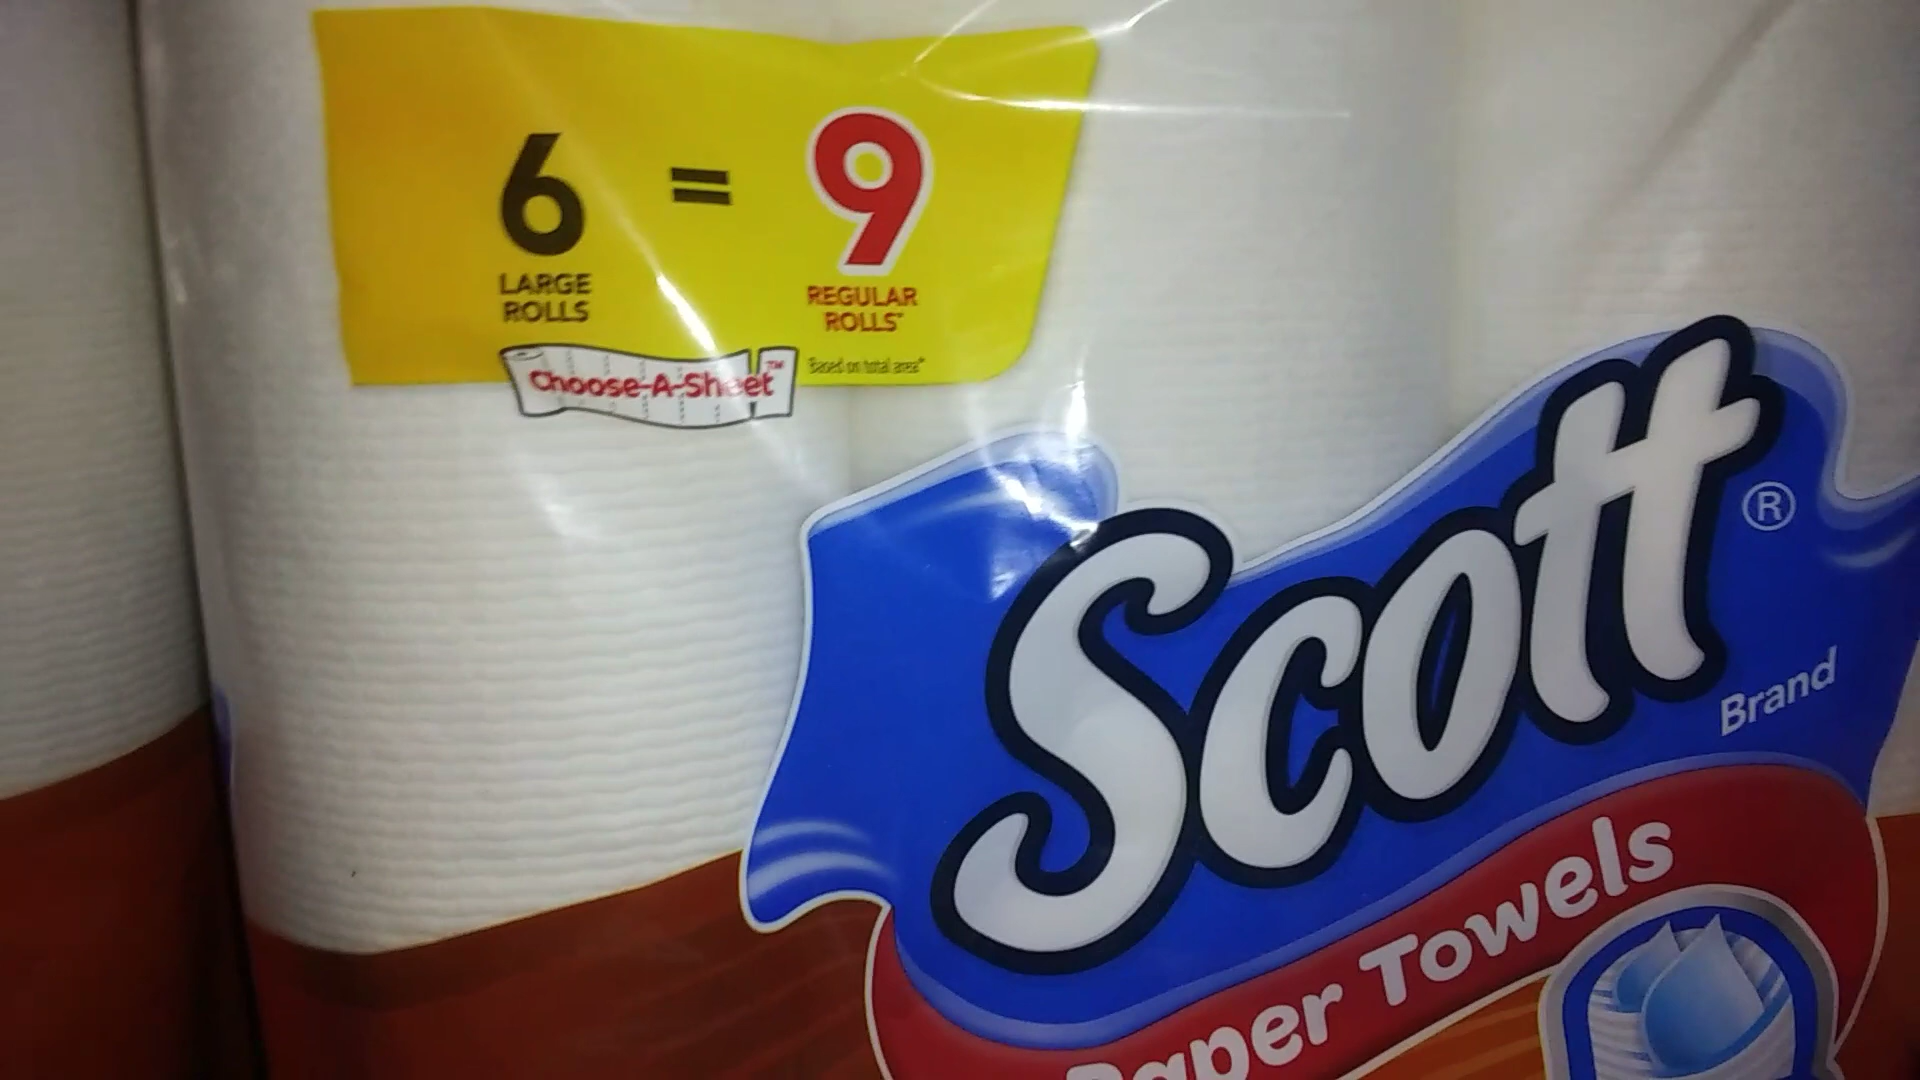 6 = 9
LARGE
ROLLS
REGULAR
ROLLS*
Choose-A-Sheet™
Based on total area*
Scott®
Brand
Paper Towels